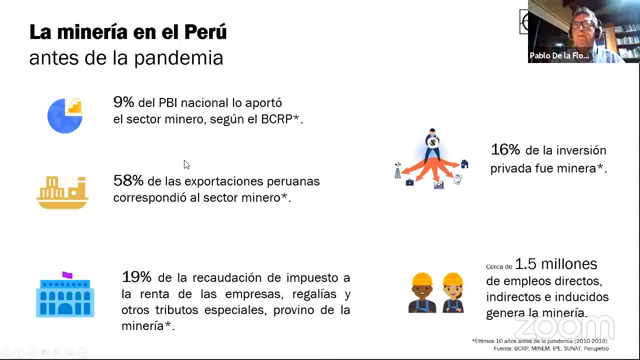 La minería en el Perú
antes de la pandemia
Pablo De la Flo...
9% del PBI nacional lo aportó
el sector minero, según el BCRP*.
58% de las exportaciones peruanas
correspondió al sector minero*.
19% de la recaudación de impuesto a
la renta de las empresas, regalías y
otros tributos especiales, provino de la
minería*.
16% de la inversión
privada fue minera*.
Cerca de 1.5 millones
de empleos directos,
indirectos e inducidos
genera la minería.
zoom
*Últimos 10 años antes de la pandemia (2010-2019).
Fuente: BCRP, MINEM, IPE, SUNAT, Perupetro